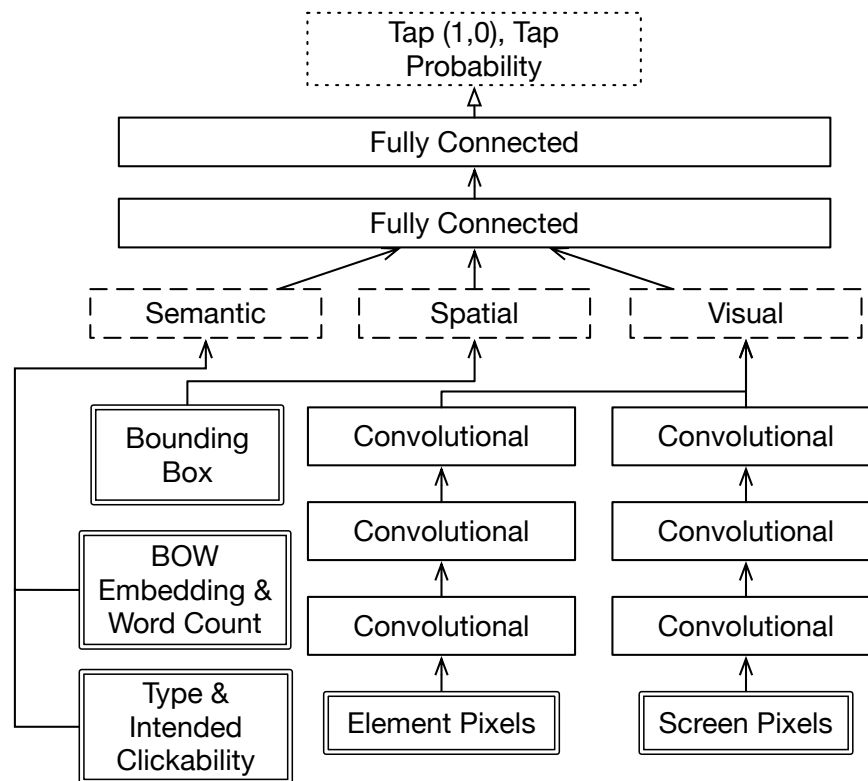 Tap (1,0), Tap
Probability
Fully Connected
Fully Connected
Semantic
Spatial
Visual
Bounding
Box
Convolutional
Convolutional
BOW
Embedding &
Word Count
Convolutional
Convolutional
Convolutional
Convolutional
Type &
Intended
Clickability
Element Pixels
Screen Pixels